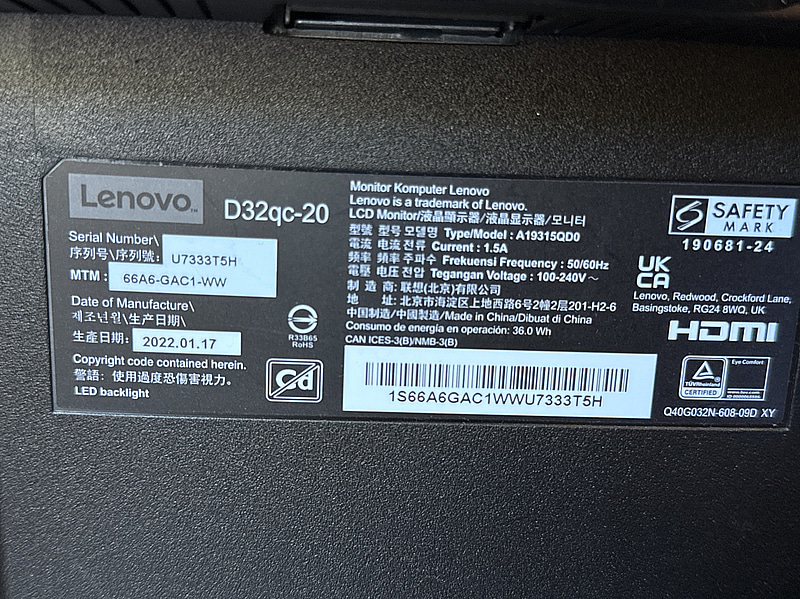 Lenovo™
D32qc-20
Serial Number\
序列号\序列號: U7333T5H
MTM : 66A6-GAC1-WW
Date of Manufacture\
제조년월\生产日期\
生產日期: 2022.01.17
Copyright code contained herein.
警語：使用過度恐傷害視力。
LED backlight
Monitor Komputer Lenovo
Lenovo is a trademark of Lenovo.
LCD Monitor/液晶顯示器/液晶显示器/모니터
型號 型号 모델명 Type/Model : A19315QD0
電流 电流 전류 Current : 1.5A
頻率 频率 주파수 Frekuensi Frequency : 50/60Hz
電壓 电压 전압 Tegangan Voltage : 100-240V～
制 造 商: 联想(北京)有限公司
地 址: 北京市海淀区上地西路6号2幢2层201-H2-6
中国制造/中國製造/Made in China/Dibuat di China
Consumo de energía en operación: 36.0 Wh
CAN ICES-3(B)/NMB-3(B)
R33B65
RoHS
Cd
1S66A6GAC1WWU7333T5H
SAFETY
MARK
190681-24
UK
CA
Lenovo, Redwood, Crockford Lane,
Basingstoke, RG24 8WQ, UK
HDMI
TÜVRheinland
CERTIFIED
Eye Comfort
Q40G032N-608-09D XY